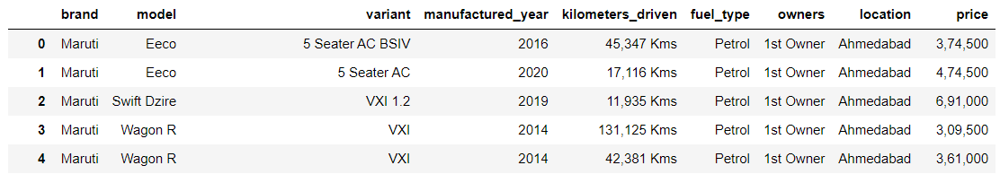 brand model variant manufactured_year kilometers_driven fuel_type owners location price
0 Maruti Eeco 5 Seater AC BSIV 2016 45,347 Kms Petrol 1st Owner Ahmedabad 3,74,500
1 Maruti Eeco 5 Seater AC 2020 17,116 Kms Petrol 1st Owner Ahmedabad 4,74,500
2 Maruti Swift Dzire VXI 1.2 2019 11,935 Kms Petrol 1st Owner Ahmedabad 6,91,000
3 Maruti Wagon R VXI 2014 131,125 Kms Petrol 1st Owner Ahmedabad 3,09,500
4 Maruti Wagon R VXI 2014 42,381 Kms Petrol 1st Owner Ahmedabad 3,61,000